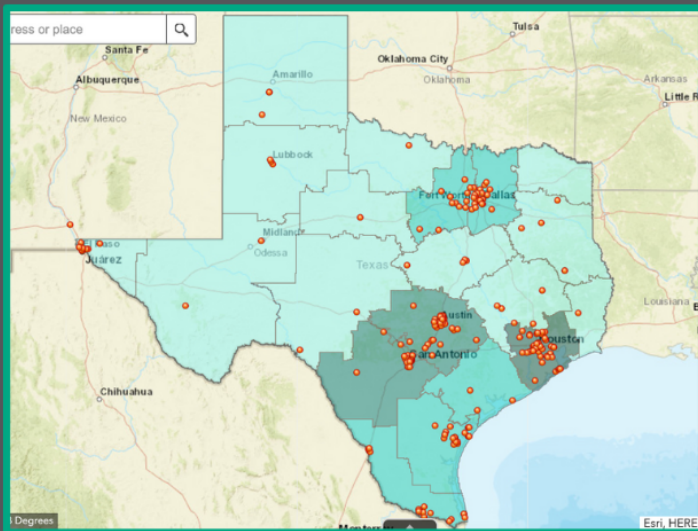 ress or place
Tulsa
Santa Fe
Oklahoma City
Albuquerque
Amarillo
Oklahoma
Arkansas
Little R
New Mexico
Lubbock
Fort Worth
Dallas
Midland
El Paso
Odessa
Juárez
Texas
Louisiana
Austin
Houston
San Antonio
Chihuahua
Monterr
Degrees
Esri, HERE